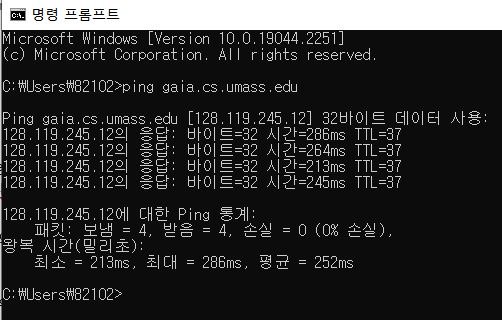 명령 프롬프트
Microsoft Windows [Version 10.0.19044.2251]
(c) Microsoft Corporation. All rights reserved.
C:₩Users₩82102>ping gaia.cs.umass.edu
Ping gaia.cs.umass.edu [128.119.245.12] 32바이트 데이터 사용:
128.119.245.12의 응답: 바이트=32 시간=286ms TTL=37
128.119.245.12의 응답: 바이트=32 시간=264ms TTL=37
128.119.245.12의 응답: 바이트=32 시간=213ms TTL=37
128.119.245.12의 응답: 바이트=32 시간=245ms TTL=37
128.119.245.12에 대한 Ping 통계:
패킷: 보냄 = 4, 받음 = 4, 손실 = 0 (0% 손실),
왕복 시간(밀리초):
최소 = 213ms, 최대 = 286ms, 평균 = 252ms
C:₩Users₩82102>